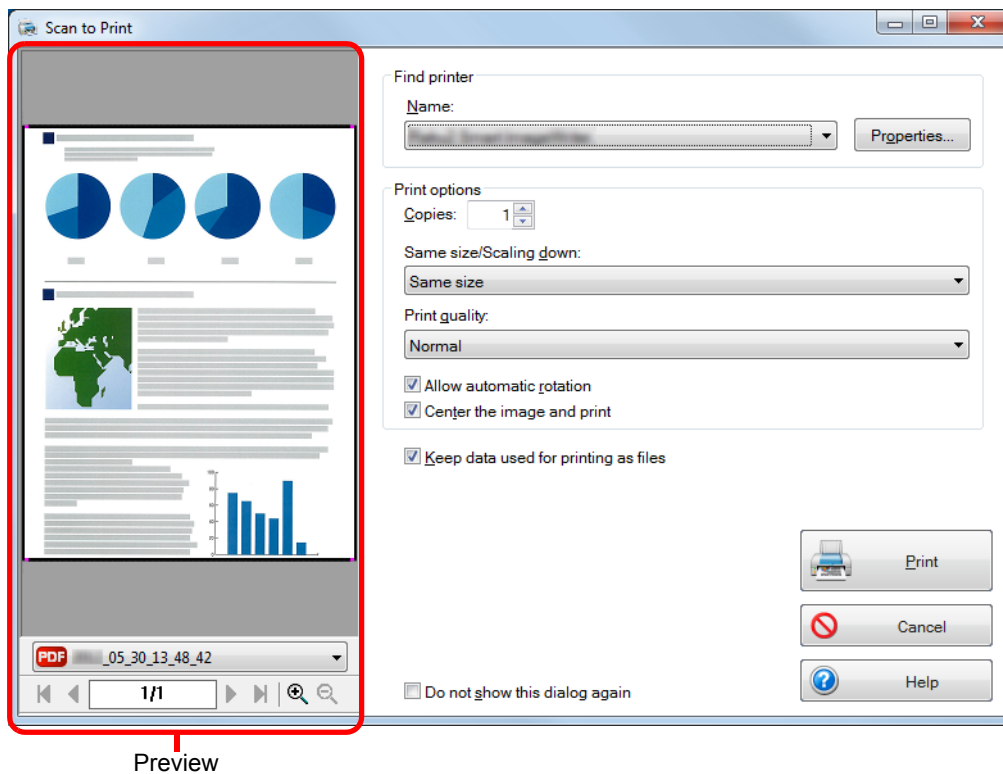 Scan to Print
Find printer
Name:
Properties...
Print options
Copies: 1
Same size/Scaling down:
Same size
Print quality:
Normal
Allow automatic rotation
Center the image and print
Keep data used for printing as files
Print
Cancel
Help
Do not show this dialog again
PDF _05_30_13_48_42
1/1
Preview